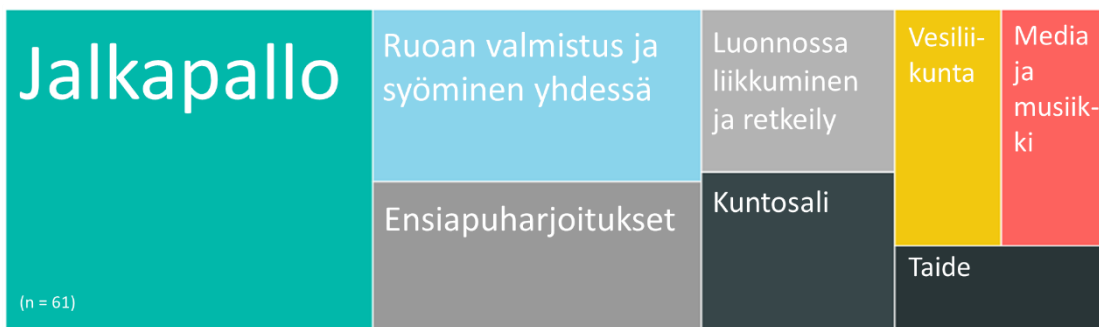 Jalkapallo
(n = 61)
Ruoan valmistus ja
syöminen yhdessä
Ensiapuharjoitukset
Luonnossa
liikkuminen
ja retkeily
Kuntosali
Vesilii-
kunta
Media
ja
musiik-
ki
Taide